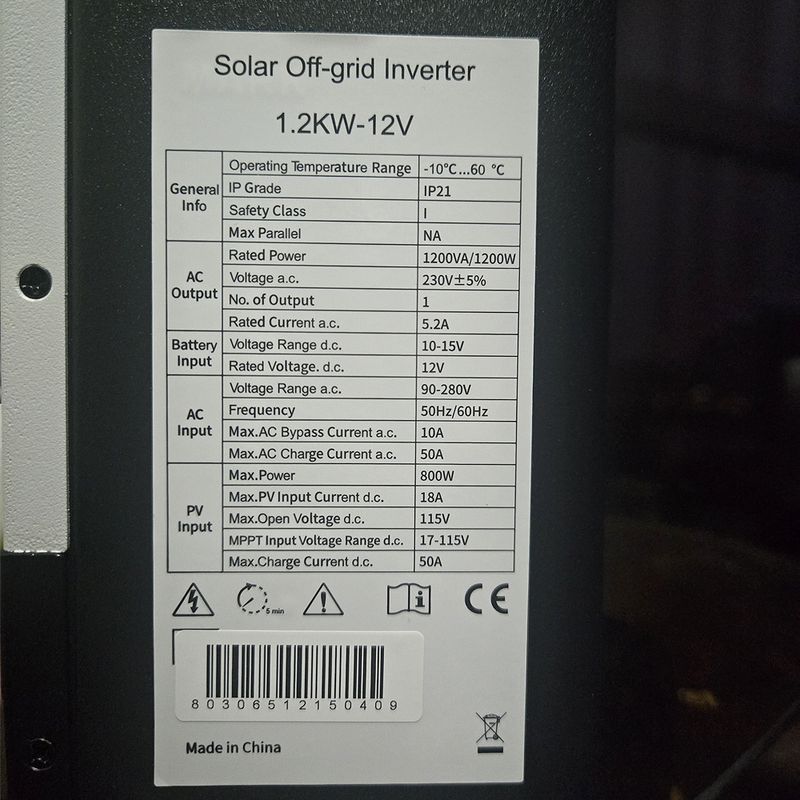 Solar Off-grid Inverter
1.2KW-12V
General Info
Operating Temperature Range -10℃...60 ℃
IP Grade IP21
Safety Class I
Max Parallel NA
AC Output
Rated Power 1200VA/1200W
Voltage a.c. 230V±5%
No. of Output 1
Rated Current a.c. 5.2A
Battery Input
Voltage Range d.c. 10-15V
Rated Voltage. d.c. 12V
AC Input
Voltage Range a.c. 90-280V
Frequency 50Hz/60Hz
Max.AC Bypass Current a.c. 10A
Max.AC Charge Current a.c. 50A
PV Input
Max.Power 800W
Max.PV Input Current d.c. 18A
Max.Open Voltage d.c. 115V
MPPT Input Voltage Range d.c. 17-115V
Max.Charge Current d.c. 50A
5 min
i
CE
803065121504​09
Made in China